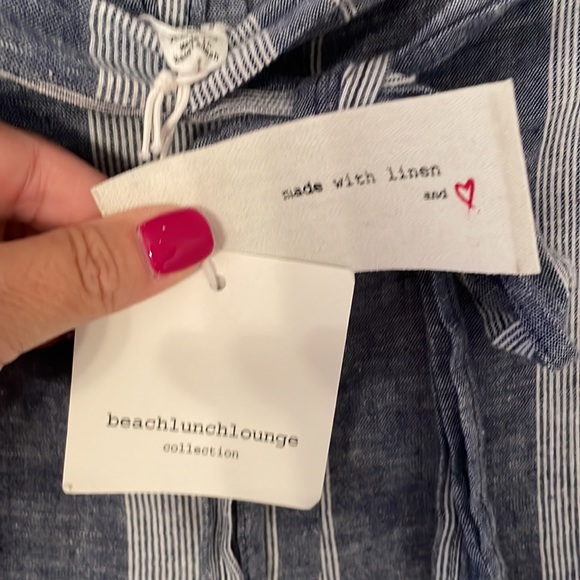 made with linen
and
beachlunchlounge
collection